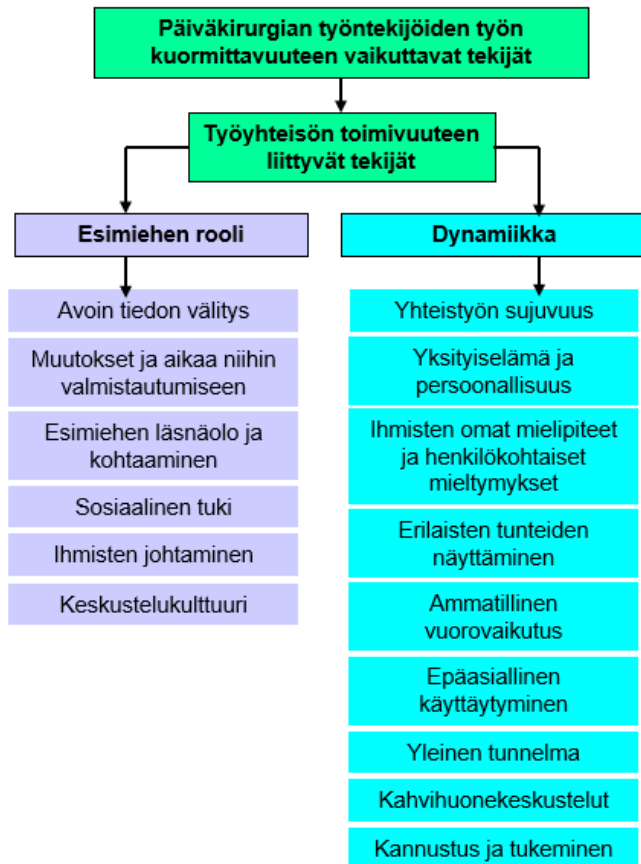 Päiväkirurgian työntekijöiden työn
kuormittavuuteen vaikuttavat tekijät
Työyhteisön toimivuuteen
liittyvät tekijät
Esimiehen rooli
Avoin tiedon välitys
Muutokset ja aikaa niihin
valmistautumiseen
Esimiehen läsnäolo ja
kohtaaminen
Sosiaalinen tuki
Ihmisten johtaminen
Keskustelukulttuuri
Dynamiikka
Yhteistyön sujuvuus
Yksityiselämä ja
persoonallisuus
Ihmisten omat mielipiteet
ja henkilökohtaiset
mieltymykset
Erilaisten tunteiden
näyttäminen
Ammatillinen
vuorovaikutus
Epäasiallinen
käyttäytyminen
Yleinen tunnelma
Kahvihuonekeskustelut
Kannustus ja tukeminen